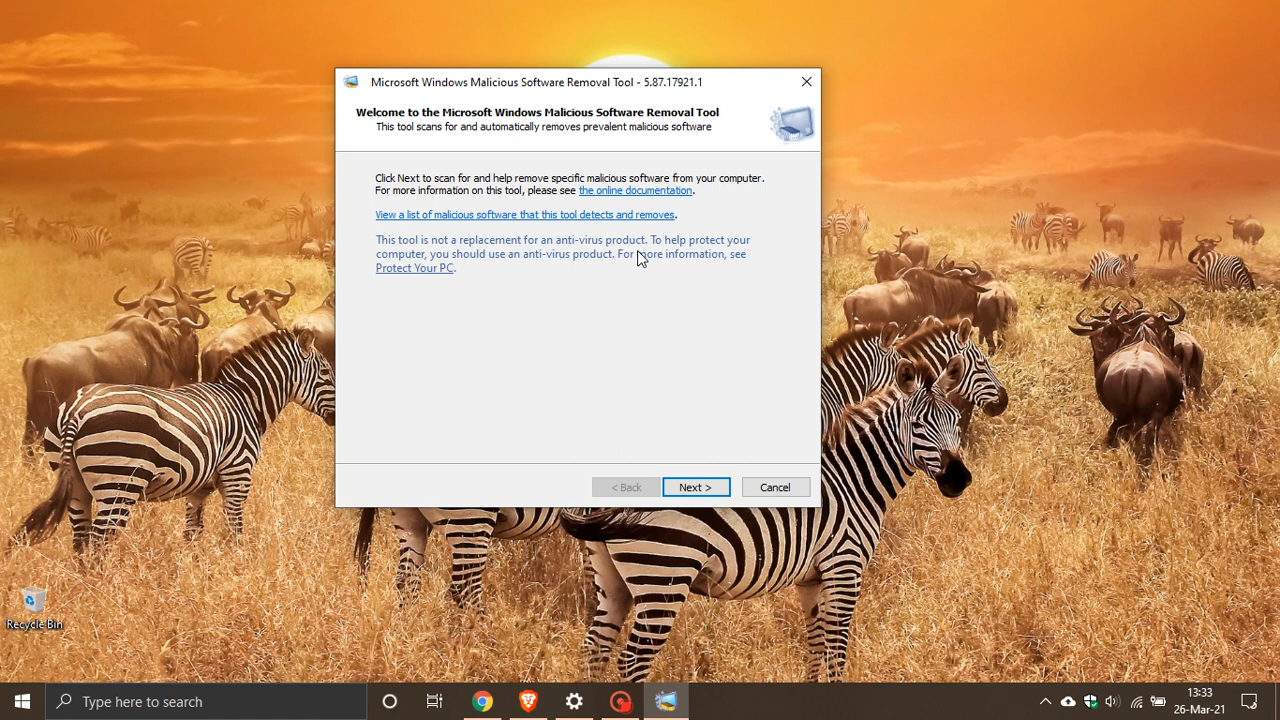 Microsoft Windows Malicious Software Removal Tool - 5.87.17921.1
Welcome to the Microsoft Windows Malicious Software Removal Tool
This tool scans for and automatically removes prevalent malicious software
Click Next to scan for and help remove specific malicious software from your computer.
For more information on this tool, please see the online documentation.
View a list of malicious software that this tool detects and removes.
This tool is not a replacement for an anti-virus product. To help protect your
computer, you should use an anti-virus product. For more information, see
Protect Your PC.
< Back Next > Cancel
Recycle Bin
Type here to search
13:33
26-Mar-21